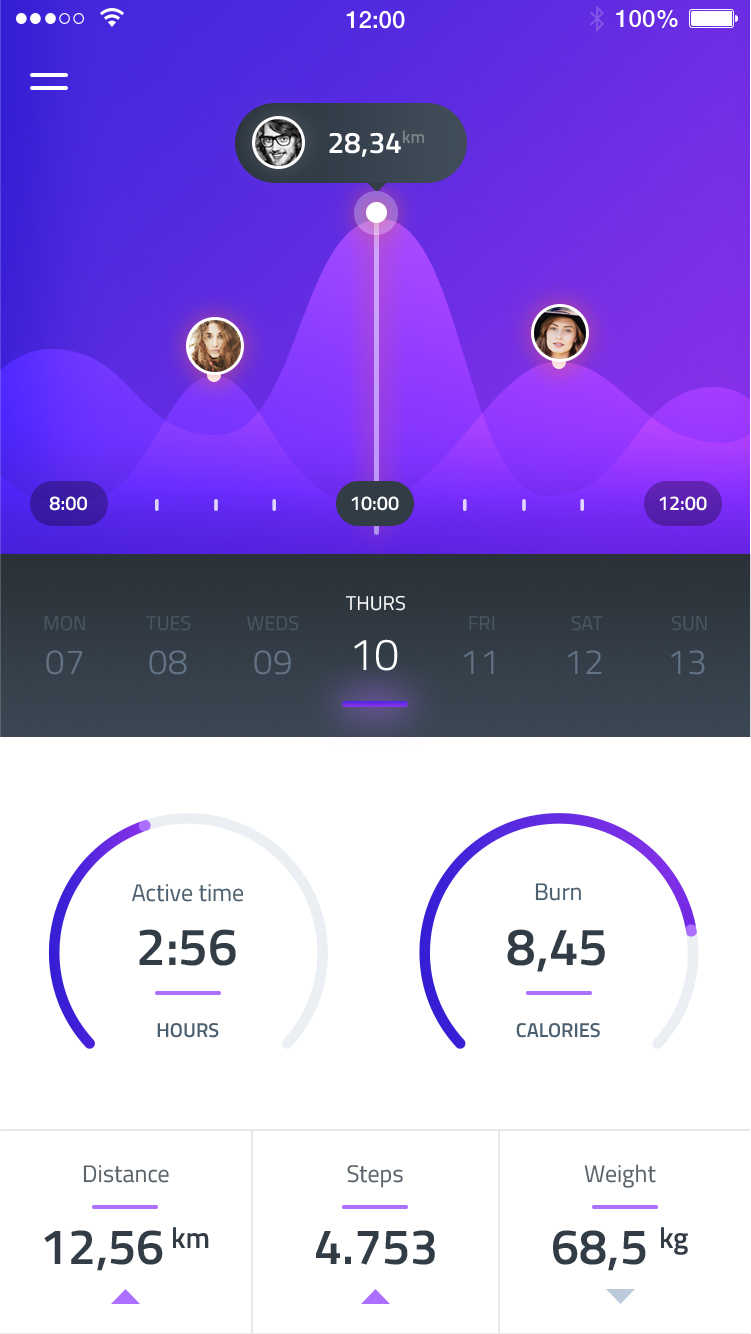 12:00 100%
28,34km
8:00 10:00 12:00
MON TUES WEDS THURS FRI SAT SUN
07 08 09 10 11 12 13
Active time Burn
2:56 8,45
HOURS CALORIES
Distance Steps Weight
12,56 km 4.753 68,5 kg